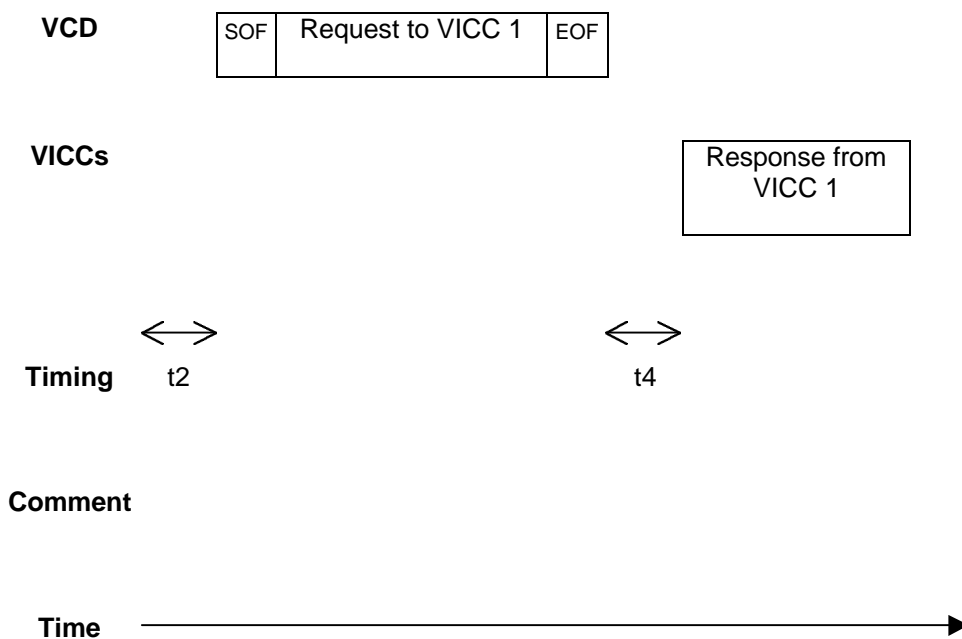 VCD SOF Request to VICC 1 EOF
VICCs Response from
VICC 1
Timing t2 t4
Comment
Time